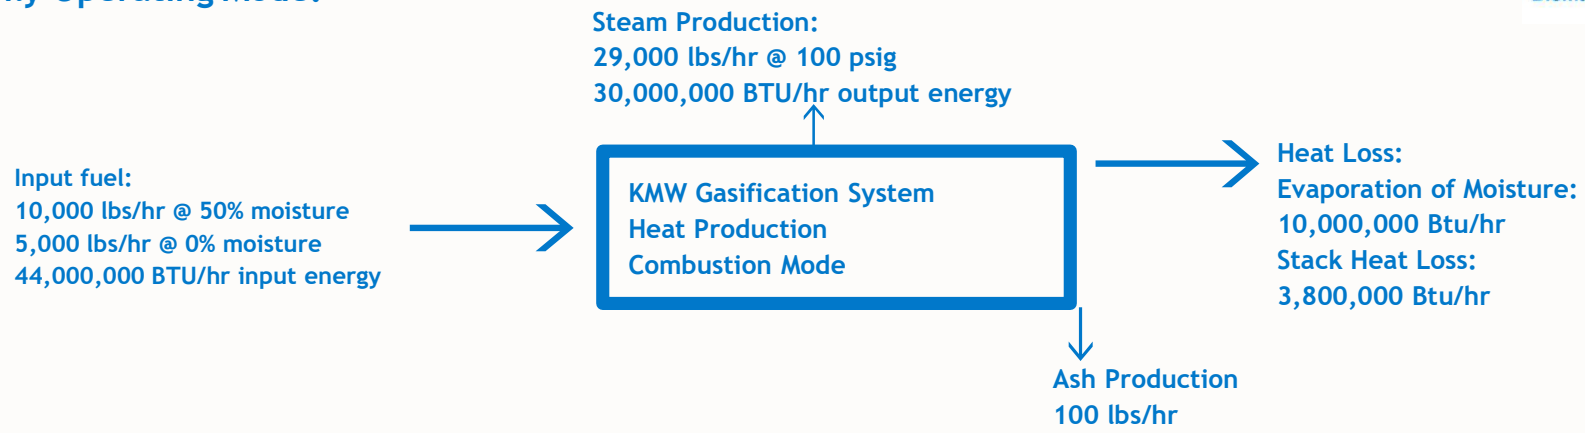 Operating Mode:
Steam Production:
29,000 lbs/hr @ 100 psig
30,000,000 BTU/hr output energy
Input fuel:
10,000 lbs/hr @ 50% moisture
5,000 lbs/hr @ 0% moisture
44,000,000 BTU/hr input energy
KMW Gasification System
Heat Production
Combustion Mode
Heat Loss:
Evaporation of Moisture:
10,000,000 Btu/hr
Stack Heat Loss:
3,800,000 Btu/hr
Ash Production
100 lbs/hr